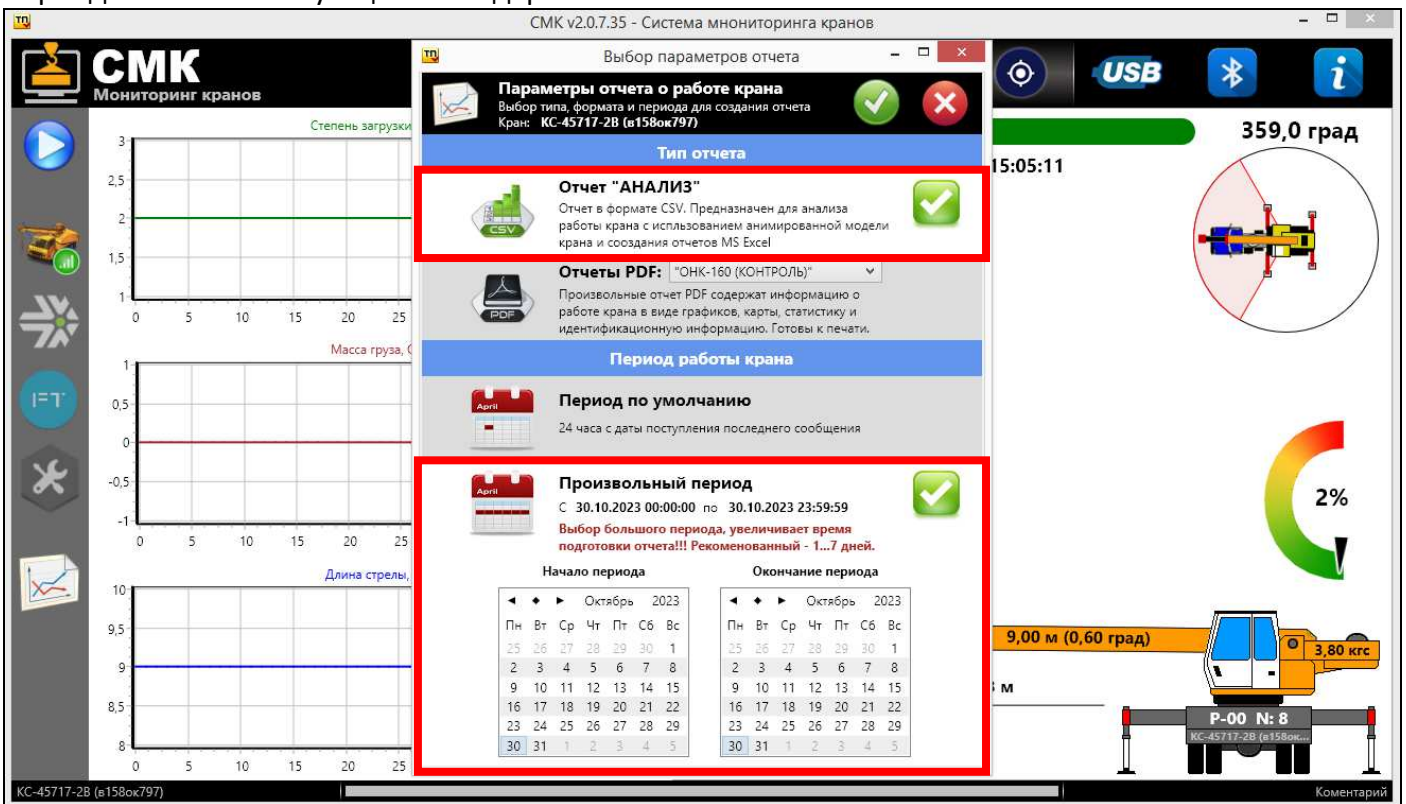 СМК v2.0.7.35 - Система мнониторинга кранов
СМК
Мониторинг кранов
Выбор параметров отчета
Параметры отчета о работе крана
Выбор типа, формата и периода для создания отчета
Кран: КС-45717-2В (в158ок797)
USB
Тип отчета
Отчет "АНАЛИЗ"
Отчет в формате CSV. Предназначен для анализа
работы крана с испльзованием анимированной модели
крана и сооздания отчетов MS Excel
CSV
Отчеты PDF: "ОНК-160 (КОНТРОЛЬ)"
Произвольные отчет PDF содержат информацию о
работе крана в виде графиков, карты, статистику и
идентификационную информацию. Готовы к печати.
PDF
Период работы крана
April
Период по умолчанию
24 часа с даты поступления последнего сообщения
April
Произвольный период
С 30.10.2023 00:00:00 по 30.10.2023 23:59:59
Выбор большого периода, увеличивает время
подготовки отчета!!! Рекоменованный - 1...7 дней.
Начало периода
Октябрь 2023
Пн Вт Ср Чт Пт Сб Вс
25 26 27 28 29 30 1
2 3 4 5 6 7 8
9 10 11 12 13 14 15
16 17 18 19 20 21 22
23 24 25 26 27 28 29
30 31 1 2 3 4 5
Окончание периода
Октябрь 2023
Пн Вт Ср Чт Пт Сб Вс
25 26 27 28 29 30 1
2 3 4 5 6 7 8
9 10 11 12 13 14 15
16 17 18 19 20 21 22
23 24 25 26 27 28 29
30 31 1 2 3 4 5
Степень загрузки
3
2,5
2
1,5
1
0 5 10 15 20 25
Масса груза,
1
0,5
0
-0,5
-1
0 5 10 15 20 25
Длина стрелы,
10
9,5
9
8,5
8
0 5 10 15 20 25
359,0 град
15:05:11
2%
9,00 м (0,60 град)
3,80 кгс
м
Р-00 N: 8
КС-45717-2В (в158ок...
КС-45717-2В (в158ок797)
Коментарий